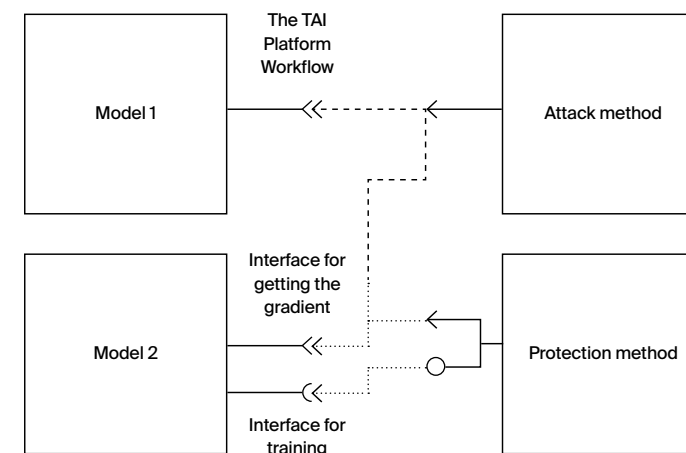 The TAI
Platform
Workflow
Model 1
Attack method
Interface for
getting the
gradient
Model 2
Protection method
Interface for
training